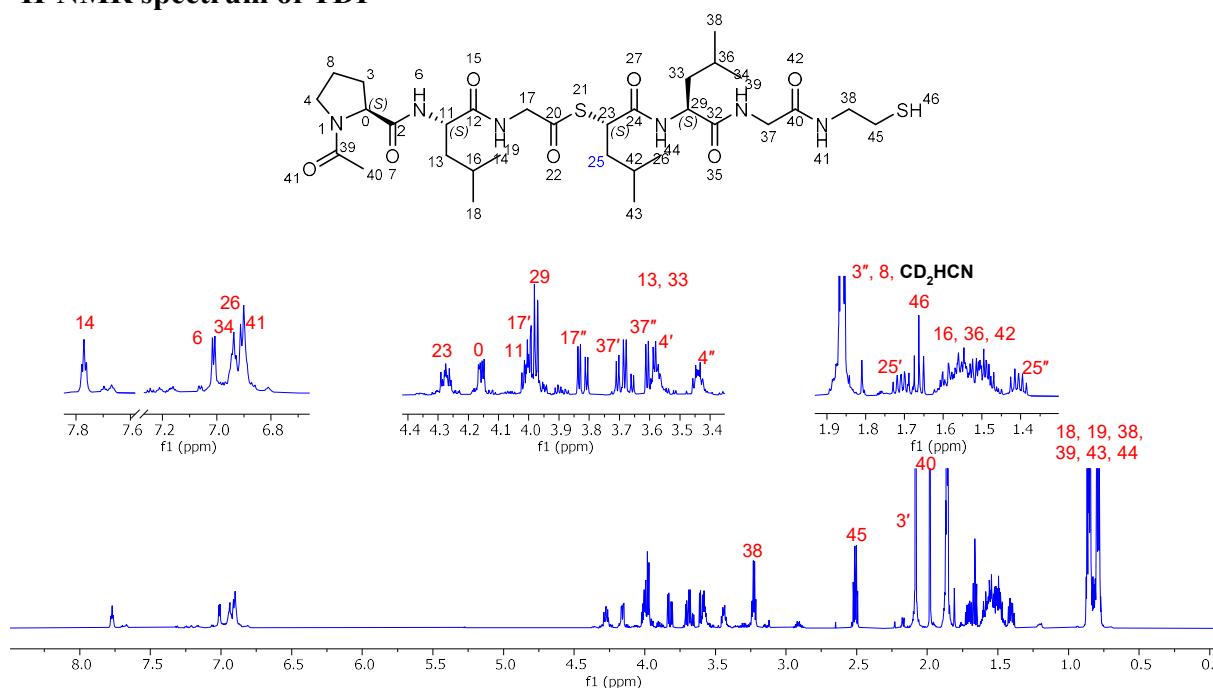 ¹H NMR spectrum of TDP
38
15 27 36 42
8 3 6 O O 33 34 O 38
H 21 39 H SH 46
4 (S) N 17 S 23 N 45
N 0 11 N 20 24 N 29 32 N 37 40 N
1 2 (S) 12 H (S) H (S) H
39 O 13 16 14 19 O 25 42 26 44 O 41
41 O 40 7 22 35
18 43
14
6 34 26 41
7.8 7.6 7.2 7.0 6.8
f1 (ppm)
23 0 11 17′ 29 17″ 37′ 37″ 4′ 4″
13, 33
4.4 4.3 4.2 4.1 4.0 3.9 3.8 3.7 3.6 3.5 3.4
f1 (ppm)
3″, 8, CD₂HCN
46
16, 36, 42
25′ 25″
1.9 1.8 1.7 1.6 1.5 1.4
f1 (ppm)
18, 19, 38,
39, 43, 44
40
3′
45
38
8.0 7.5 7.0 6.5 6.0 5.5 5.0 4.5 4.0 3.5 3.0 2.5 2.0 1.5 1.0 0.5 0.
f1 (ppm)